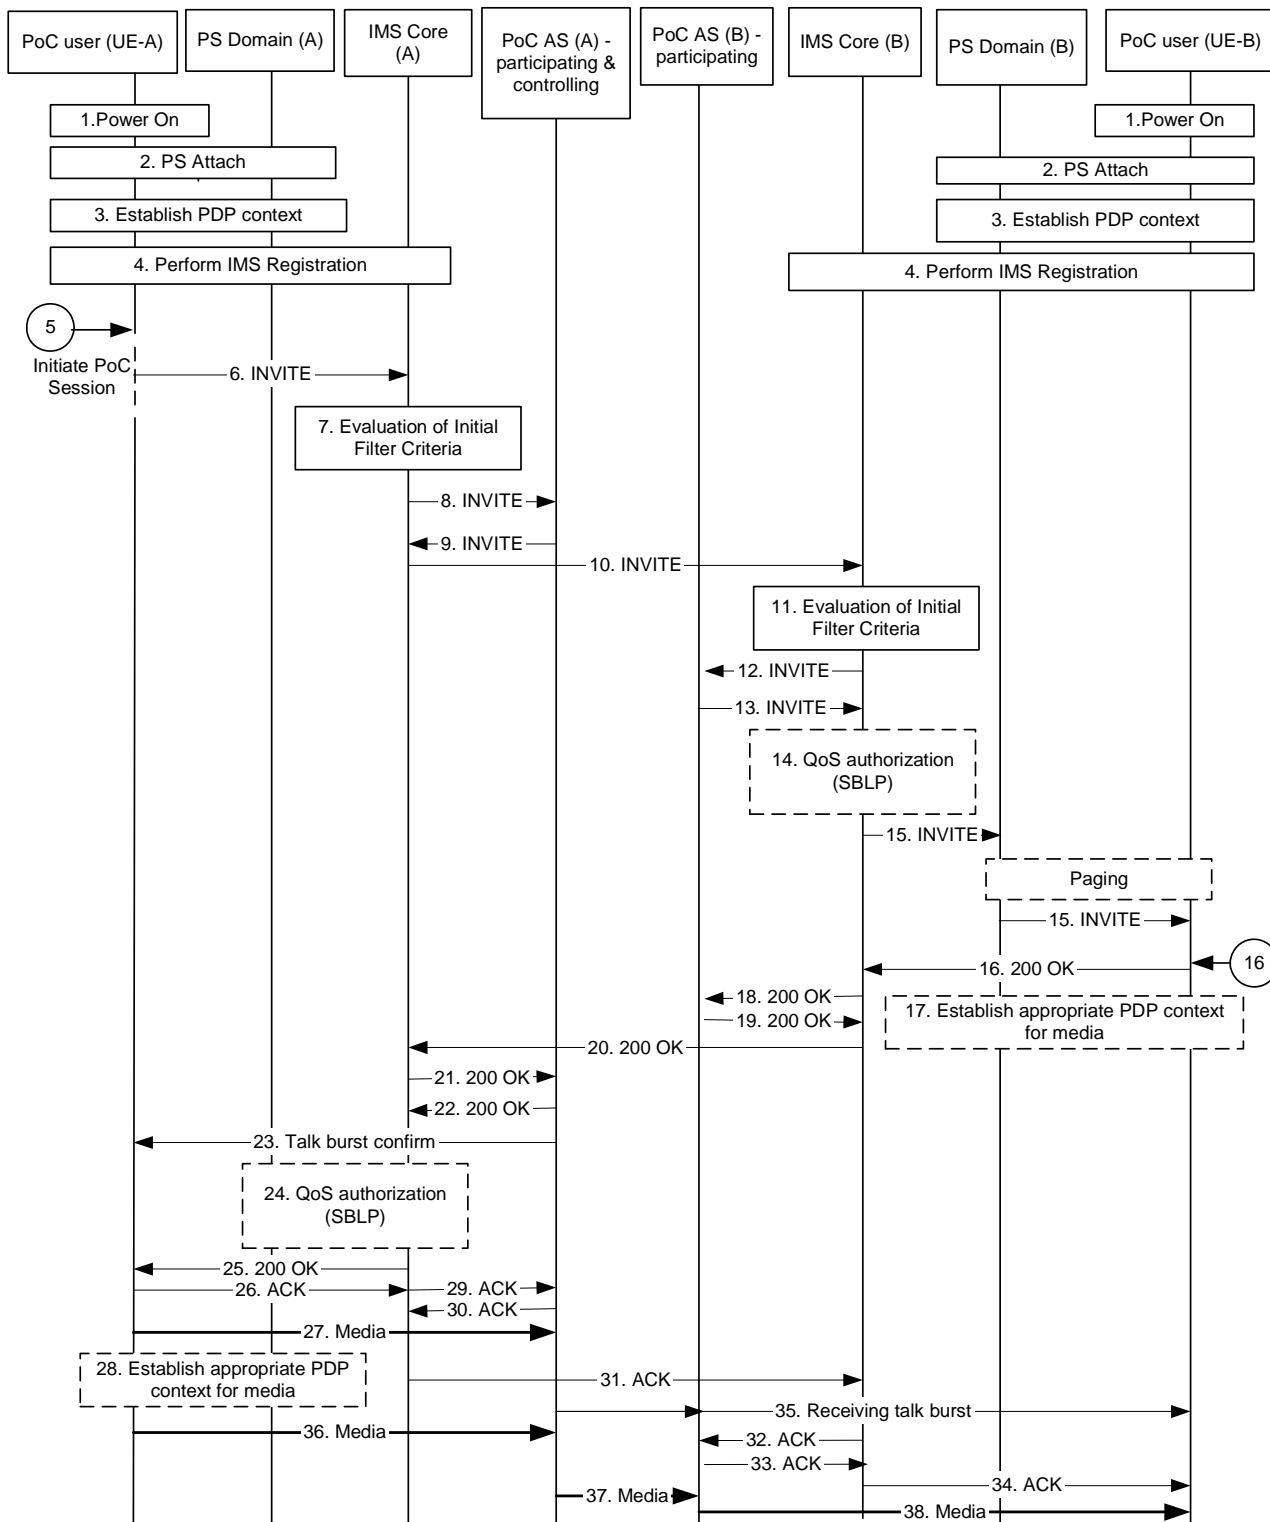 PoC user (UE-A)
PS Domain (A)
IMS Core
(A)
PoC AS (A) -
participating &
controlling
PoC AS (B) -
participating
IMS Core (B)
PS Domain (B)
PoC user (UE-B)
1.Power On
1.Power On
2. PS Attach
2. PS Attach
3. Establish PDP context
3. Establish PDP context
4. Perform IMS Registration
4. Perform IMS Registration
5
Initiate PoC
Session
6. INVITE
7. Evaluation of Initial
Filter Criteria
8. INVITE
9. INVITE
10. INVITE
11. Evaluation of Initial
Filter Criteria
12. INVITE
13. INVITE
14. QoS authorization
(SBLP)
15. INVITE
Paging
15. INVITE
16
16. 200 OK
18. 200 OK
17. Establish appropriate PDP context
for media
19. 200 OK
20. 200 OK
21. 200 OK
22. 200 OK
23. Talk burst confirm
24. QoS authorization
(SBLP)
25. 200 OK
26. ACK
29. ACK
30. ACK
27. Media
28. Establish appropriate PDP
context for media
31. ACK
35. Receiving talk burst
36. Media
32. ACK
33. ACK
34. ACK
37. Media
38. Media